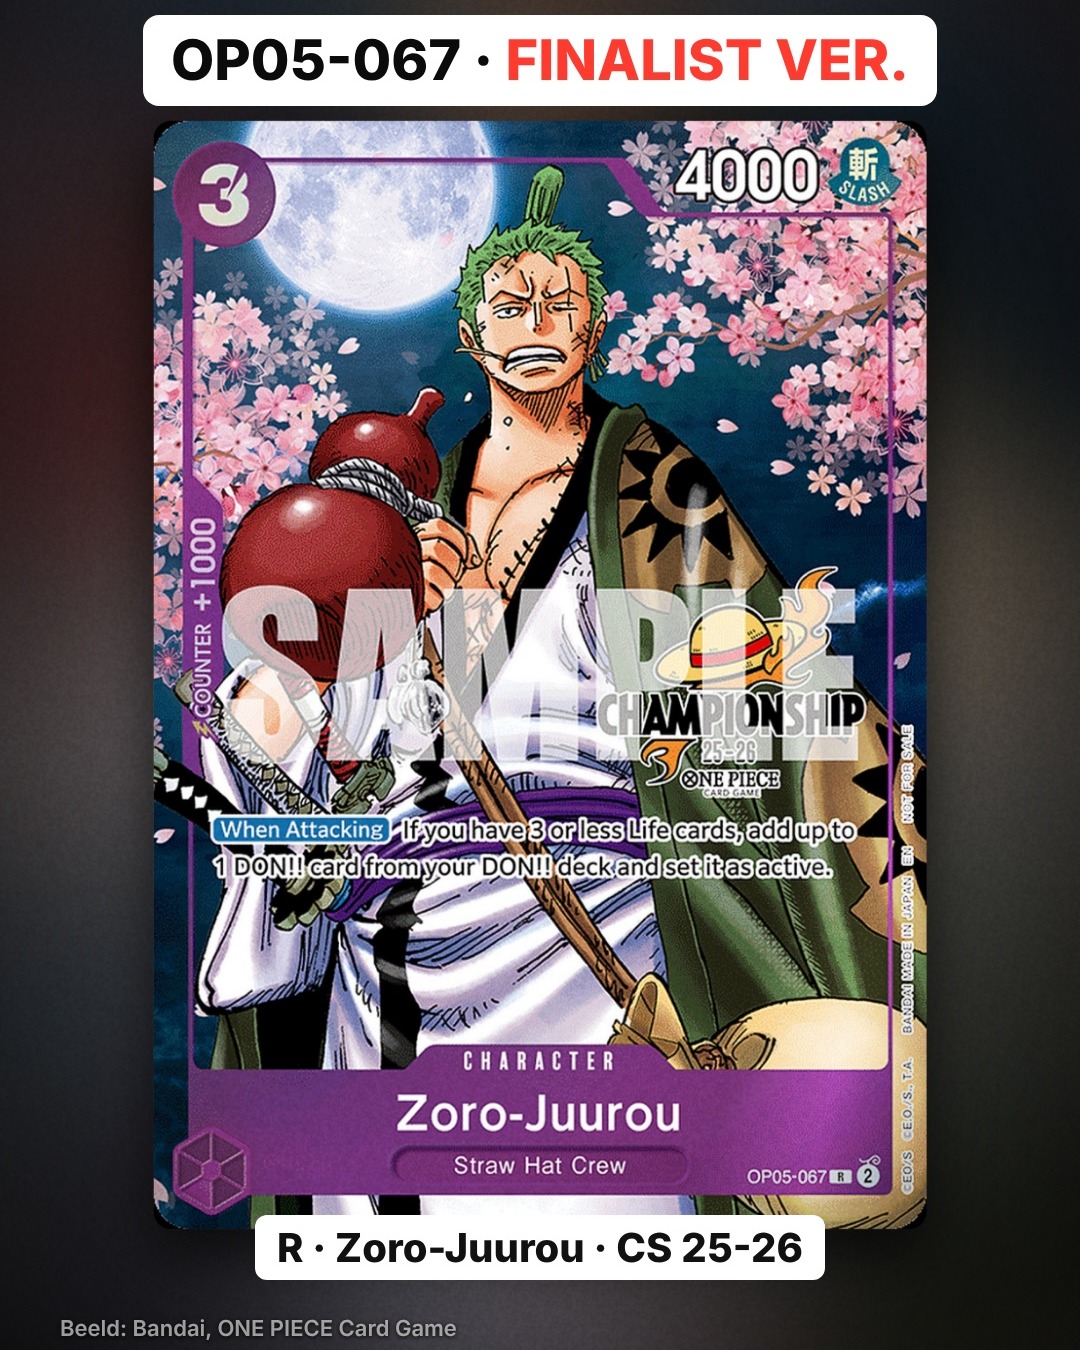 OP05-067 · FINALIST VER.
3
4000
斬
SLASH
COUNTER +1000
SAMPLE
CHAMPIONSHIP
25-26
ONE PIECE
CARD GAME
When Attacking If you have 3 or less Life cards, add up to
1 DON!! card from your DON!! deck and set it as active.
©E.O./S., T.A. BANDAI MADE IN JAPAN EN NOT FOR SALE
©EO/S
CHARACTER
Zoro-Juurou
Straw Hat Crew
OP05-067 R 2
R · Zoro-Juurou · CS 25-26
Beeld: Bandai, ONE PIECE Card Game